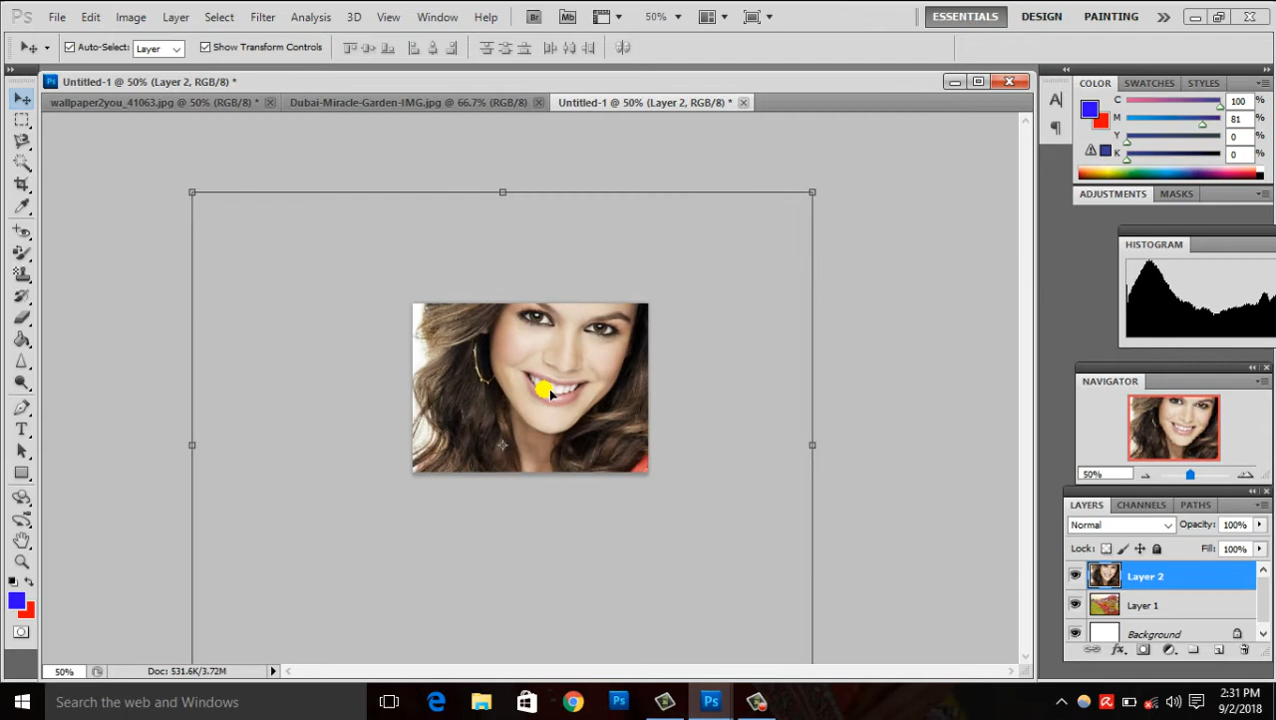 Ps File Edit Image Layer Select Filter Analysis 3D View Window Help Br Mb 50% ESSENTIALS DESIGN PAINTING
Auto-Select: Layer Show Transform Controls
Ps Untitled-1 @ 50% (Layer 2, RGB/8) *
wallpaper2you_41063.jpg @ 50% (RGB/8) * Dubai-Miracle-Garden-IMG.jpg @ 66.7% (RGB/8) Untitled-1 @ 50% (Layer 2, RGB/8) *
COLOR SWATCHES STYLES
C 100 %
M 81 %
Y 0 %
K 0 %
ADJUSTMENTS MASKS
HISTOGRAM
NAVIGATOR
50%
LAYERS CHANNELS PATHS
Normal Opacity: 100%
Lock: Fill: 100%
Layer 2
Layer 1
Background
fx
50% Doc: 531.6K/3.72M
Search the web and Windows
2:31 PM
9/2/2018